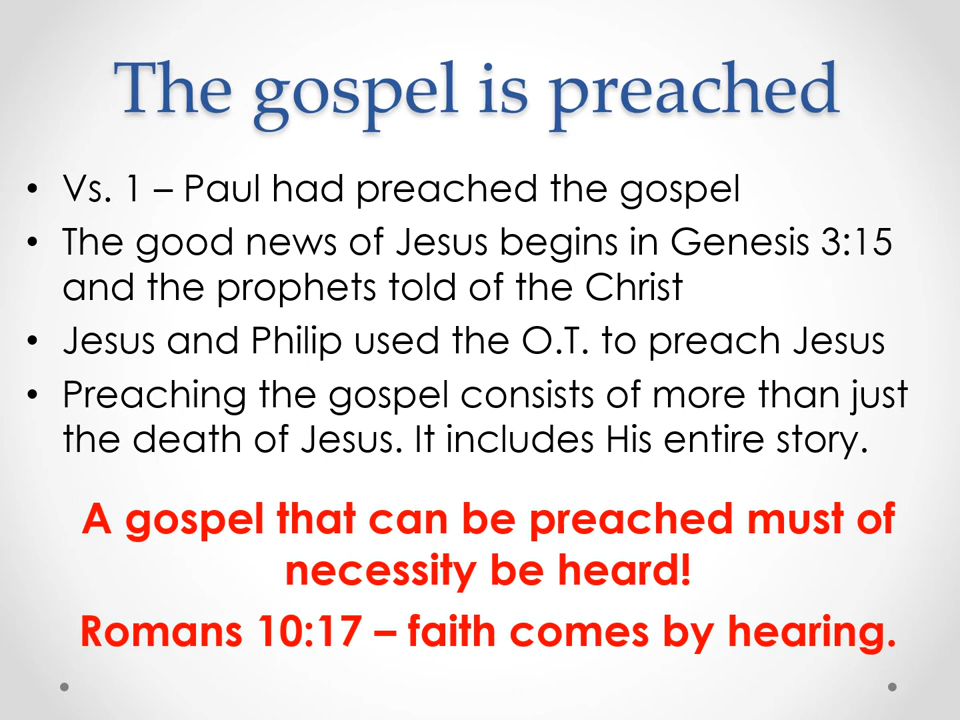 The gospel is preached
• Vs. 1 – Paul had preached the gospel
• The good news of Jesus begins in Genesis 3:15
and the prophets told of the Christ
• Jesus and Philip used the O.T. to preach Jesus
• Preaching the gospel consists of more than just
the death of Jesus. It includes His entire story.
A gospel that can be preached must of
necessity be heard!
Romans 10:17 – faith comes by hearing.